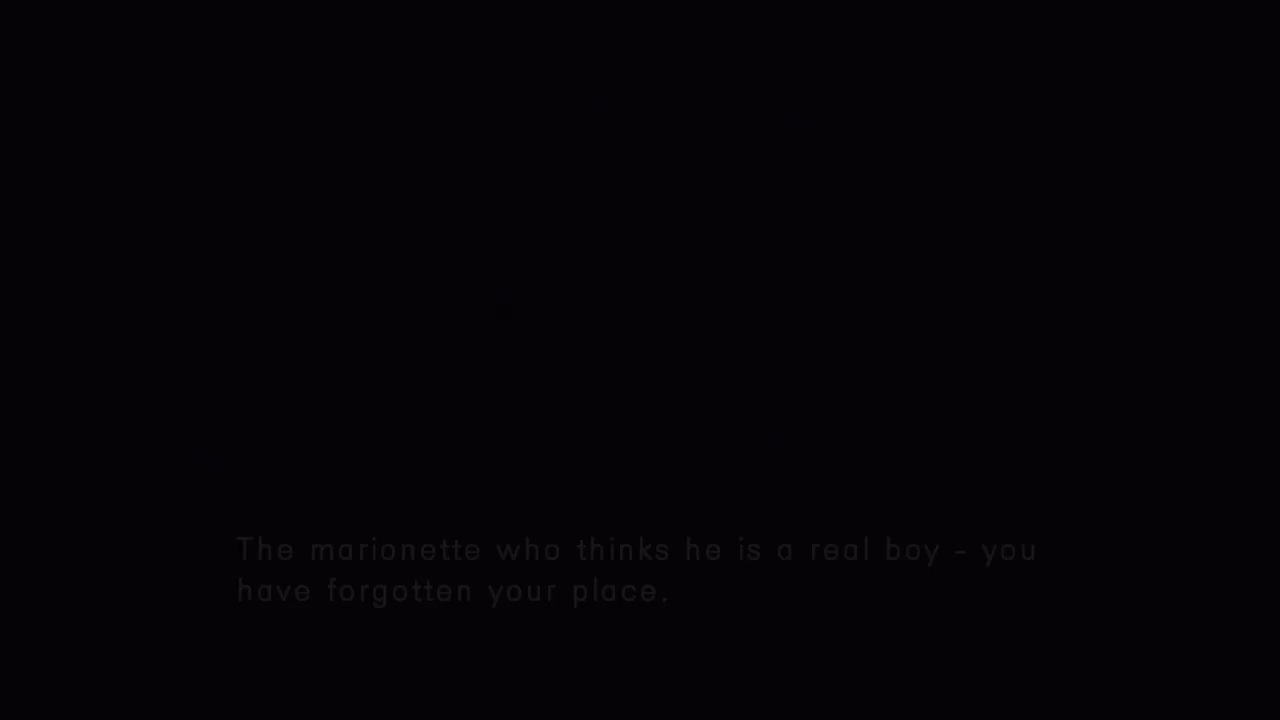 The marionette who thinks he is a real boy - you
have forgotten your place.